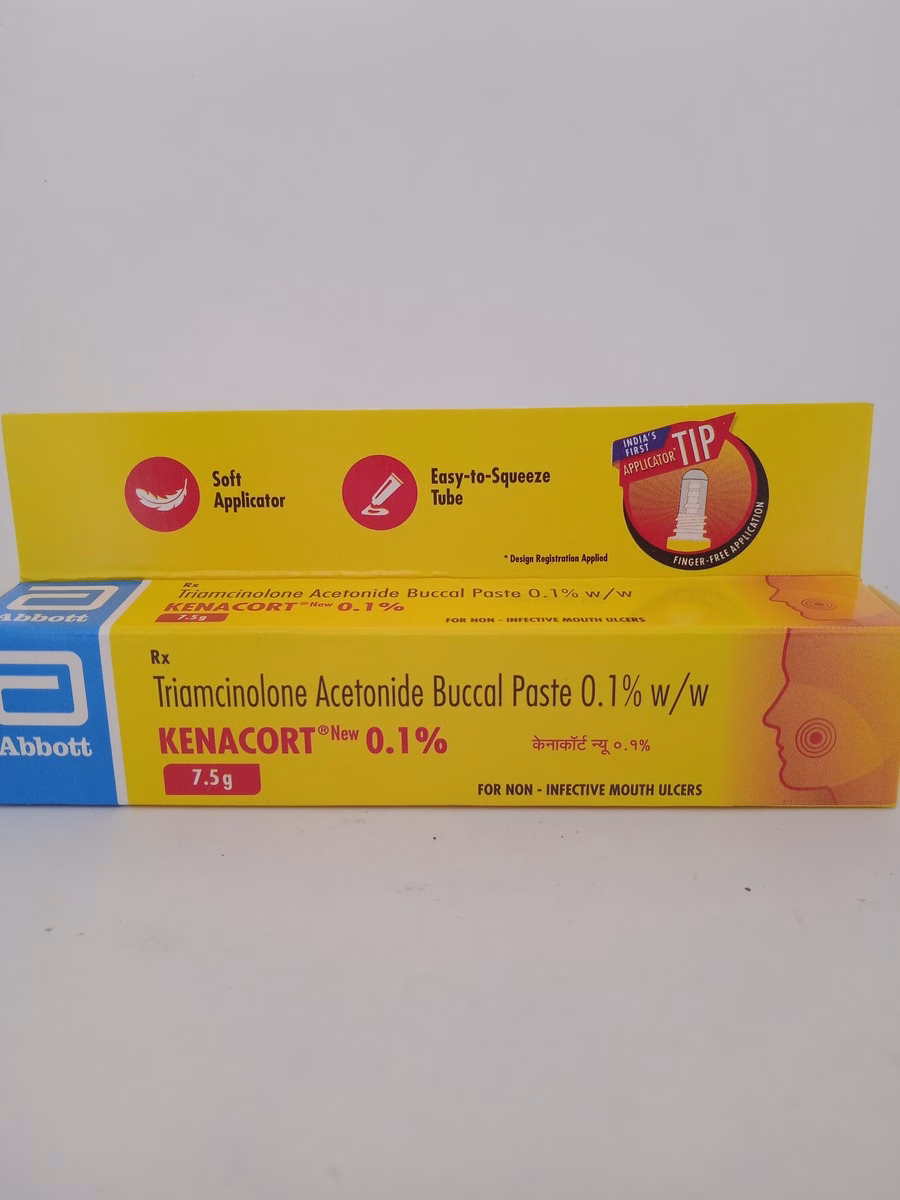 Soft
Applicator
Easy-to-Squeeze
Tube
INDIA'S
FIRST
APPLICATOR* TIP
FINGER-FREE APPLICATION
* Design Registration Applied
Abbott
Rx
Triamcinolone Acetonide Buccal Paste 0.1% w/w
KENACORT®New 0.1%
7.5g
FOR NON - INFECTIVE MOUTH ULCERS
Abbott
Rx
Triamcinolone Acetonide Buccal Paste 0.1% w/w
KENACORT®New 0.1%
केनाकॉर्ट न्यू ०.१%
7.5g
FOR NON - INFECTIVE MOUTH ULCERS